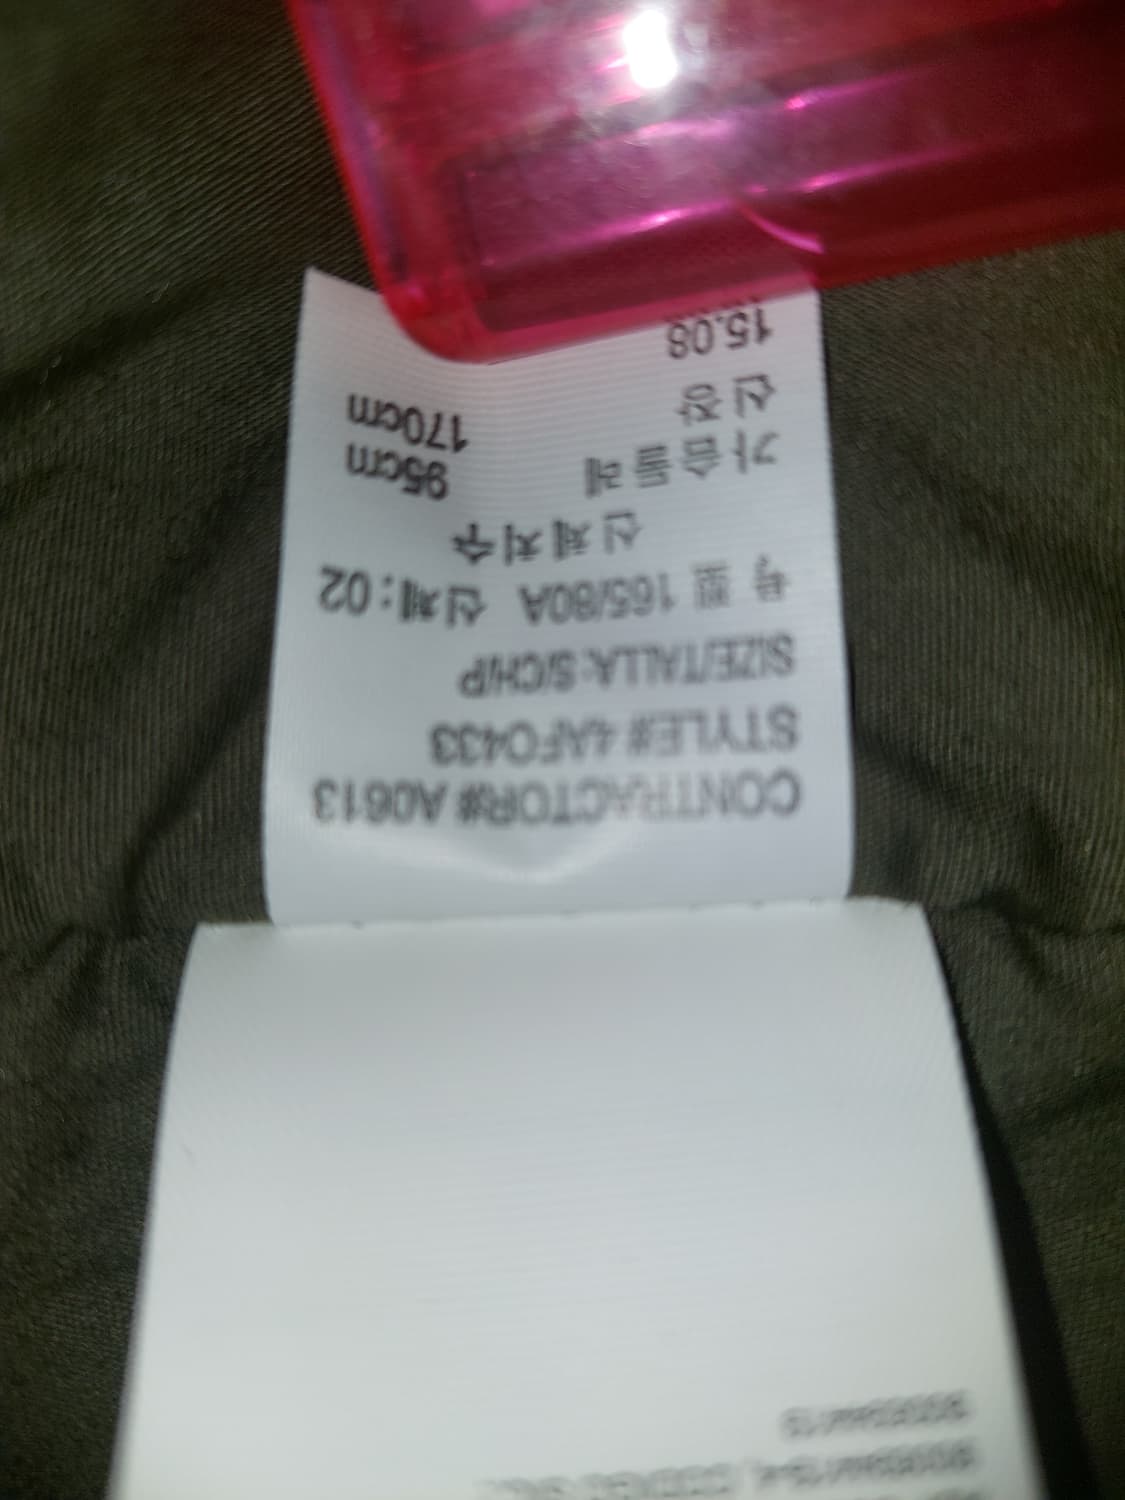 CONTRACTOR# A0613
STYLE# 4AFO433
SIZE/TALLA: S/CH/P
号 型 165/80A 신체: 02
신체치수
가슴둘레 95cm
신장 170cm
15.08